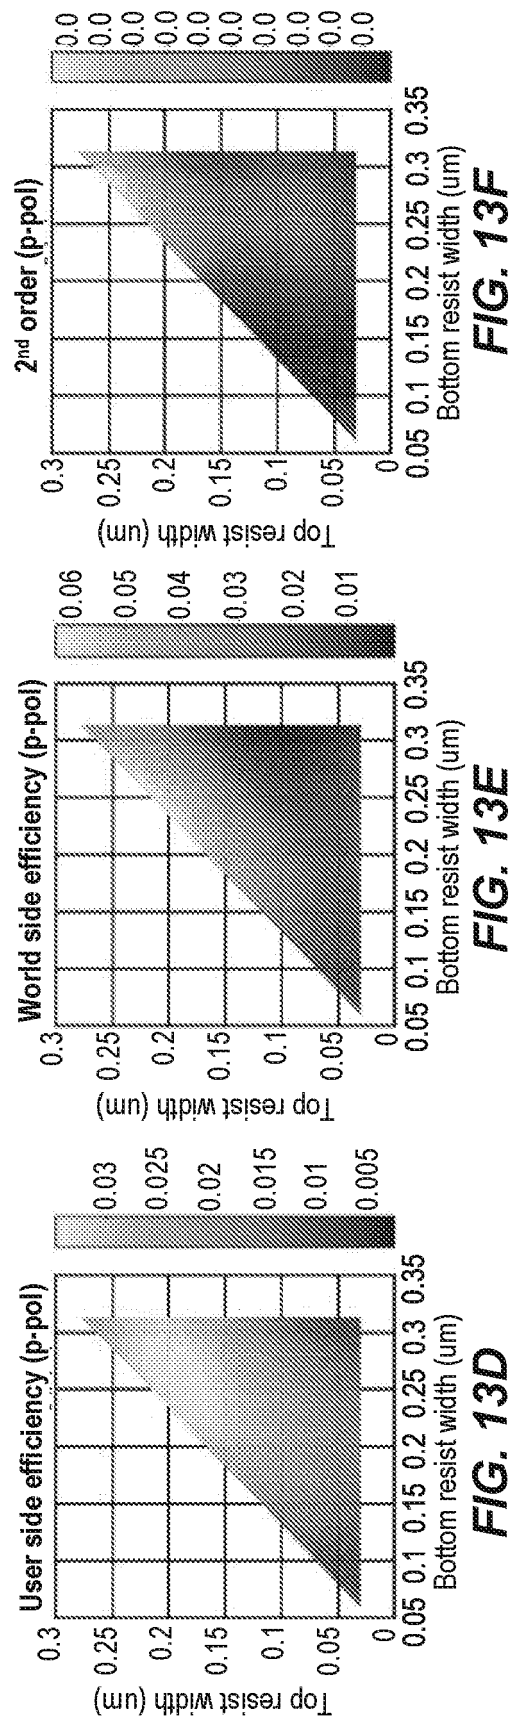 User side efficiency (p-pol)
0.3
0.25
0.2
0.15
0.1
0.05
0
Top resist width (um)
0.05 0.1 0.15 0.2 0.25 0.3 0.35
Bottom resist width (um)
0.03
0.025
0.02
0.015
0.01
0.005
FIG. 13D
World side efficiency (p-pol)
0.3
0.25
0.2
0.15
0.1
0.05
0
Top resist width (um)
0.05 0.1 0.15 0.2 0.25 0.3 0.35
Bottom resist width (um)
0.06
0.05
0.04
0.03
0.02
0.01
FIG. 13E
2nd order (p-pol)
0.3
0.25
0.2
0.15
0.1
0.05
0
Top resist width (um)
0.05 0.1 0.15 0.2 0.25 0.3 0.35
Bottom resist width (um)
0.0
0.0
0.0
0.0
0.0
0.0
0.0
0.0
0.0
FIG. 13F